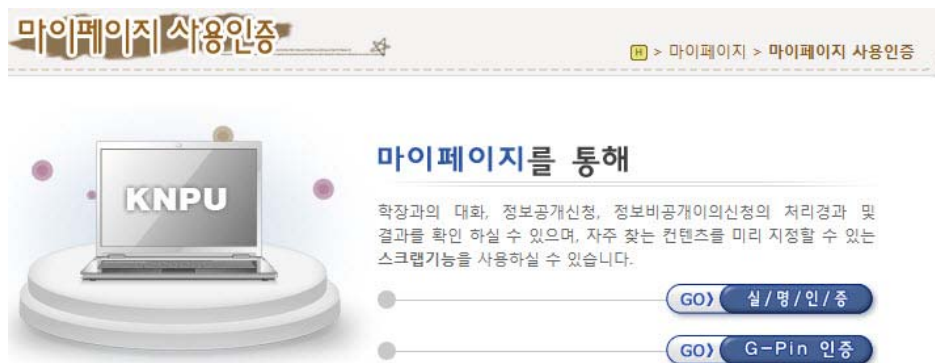 마이페이지 사용인증
H > 마이페이지 > 마이페이지 사용인증
KNPU
마이페이지를 통해
학장과의 대화, 정보공개신청, 정보비공개이의신청의 처리경과 및
결과를 확인 하실 수 있으며, 자주 찾는 컨텐츠를 미리 지정할 수 있는
스크랩기능을 사용하실 수 있습니다.
GO 》 실/명/인/증
GO 》 G-Pin 인증